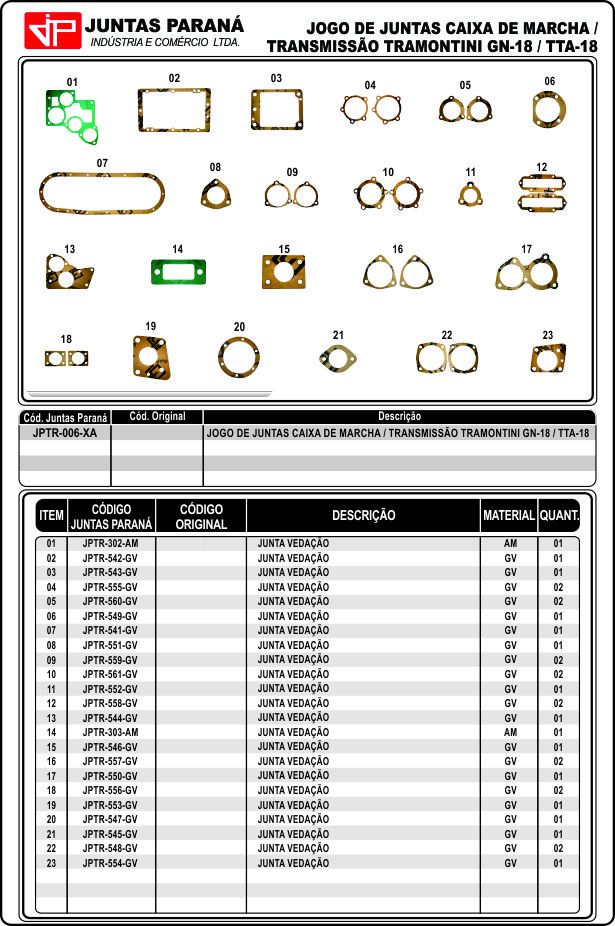 JP JUNTAS PARANÁ
INDÚSTRIA E COMÉRCIO LTDA.
JOGO DE JUNTAS CAIXA DE MARCHA /
TRANSMISSÃO TRAMONTINI GN-18 / TTA-18
01 02 03 04 05 06
07 08 09 10 11 12
13 14 15 16 17
18 19 20 21 22 23
Cód. Juntas Paraná Cód. Original Descrição
JPTR-006-XA JOGO DE JUNTAS CAIXA DE MARCHA / TRANSMISSÃO TRAMONTINI GN-18 / TTA-18
ITEM CÓDIGO JUNTAS PARANÁ CÓDIGO ORIGINAL DESCRIÇÃO MATERIAL QUANT.
01 JPTR-302-AM JUNTA VEDAÇÃO AM 01
02 JPTR-542-GV JUNTA VEDAÇÃO GV 01
03 JPTR-543-GV JUNTA VEDAÇÃO GV 01
04 JPTR-555-GV JUNTA VEDAÇÃO GV 02
05 JPTR-560-GV JUNTA VEDAÇÃO GV 02
06 JPTR-549-GV JUNTA VEDAÇÃO GV 01
07 JPTR-541-GV JUNTA VEDAÇÃO GV 01
08 JPTR-551-GV JUNTA VEDAÇÃO GV 01
09 JPTR-559-GV JUNTA VEDAÇÃO GV 02
10 JPTR-561-GV JUNTA VEDAÇÃO GV 02
11 JPTR-552-GV JUNTA VEDAÇÃO GV 01
12 JPTR-558-GV JUNTA VEDAÇÃO GV 02
13 JPTR-544-GV JUNTA VEDAÇÃO GV 01
14 JPTR-303-AM JUNTA VEDAÇÃO AM 01
15 JPTR-546-GV JUNTA VEDAÇÃO GV 01
16 JPTR-557-GV JUNTA VEDAÇÃO GV 02
17 JPTR-550-GV JUNTA VEDAÇÃO GV 01
18 JPTR-556-GV JUNTA VEDAÇÃO GV 02
19 JPTR-553-GV JUNTA VEDAÇÃO GV 01
20 JPTR-547-GV JUNTA VEDAÇÃO GV 01
21 JPTR-545-GV JUNTA VEDAÇÃO GV 01
22 JPTR-548-GV JUNTA VEDAÇÃO GV 02
23 JPTR-554-GV JUNTA VEDAÇÃO GV 01